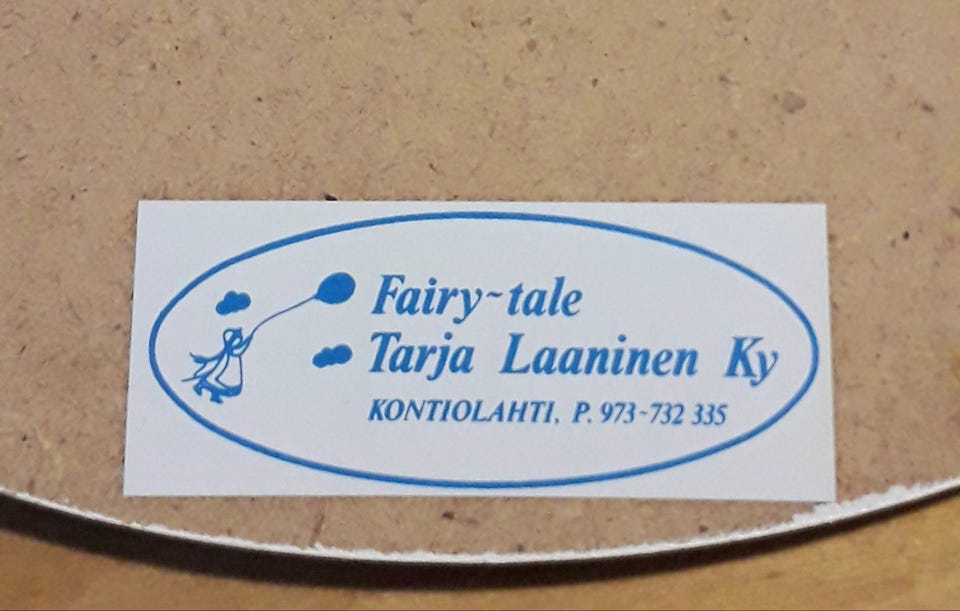 Fairy~tale
Tarja Laaninen Ky
KONTIOLAHTI, P. 973~732 335